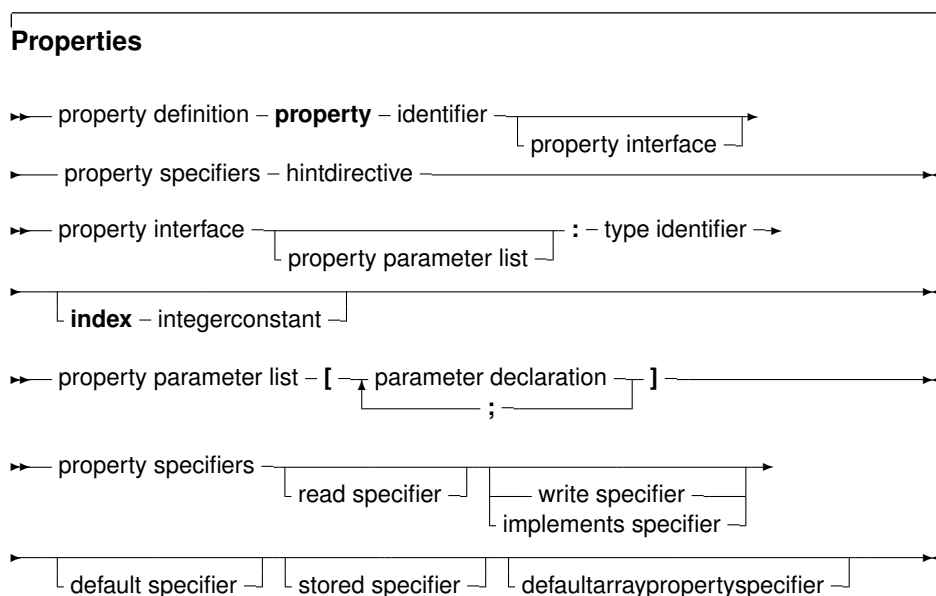 Properties
property definition – property – identifier
property interface
property specifiers – hintdirective
property interface : – type identifier
property parameter list
index – integerconstant
property parameter list – [ parameter declaration ]
;
property specifiers
read specifier write specifier
implements specifier
default specifier stored specifier defaultarraypropertyspecifier